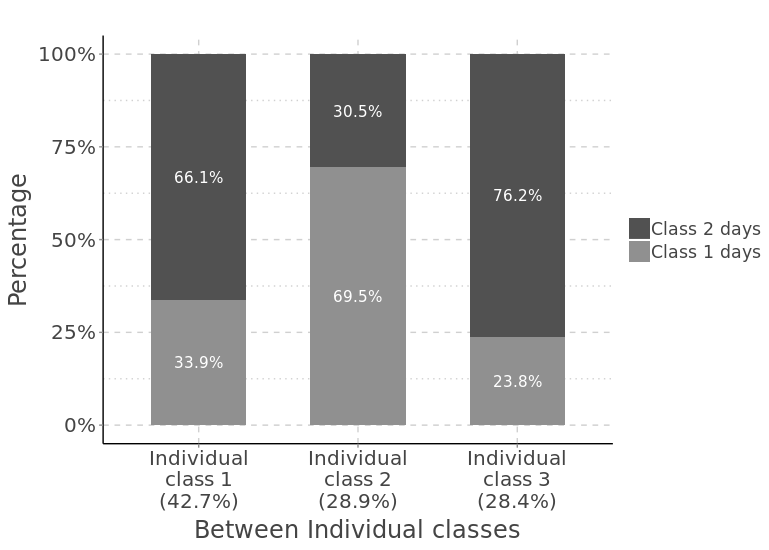 100%
75%
50%
25%
0%
Percentage
66.1%
33.9%
30.5%
69.5%
76.2%
23.8%
Class 2 days
Class 1 days
Individual
class 1
(42.7%)
Individual
class 2
(28.9%)
Individual
class 3
(28.4%)
Between Individual classes